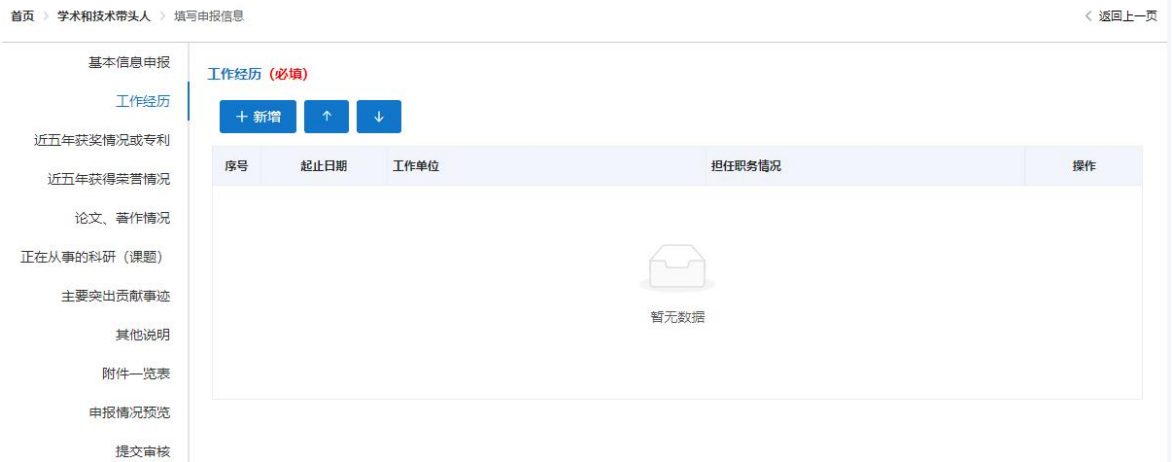 首页 > 学术和技术带头人 > 填写申报信息
< 返回上一页
基本信息申报
工作经历
近五年获奖情况或专利
近五年获得荣誉情况
论文、著作情况
正在从事的科研（课题）
主要突出贡献事迹
其他说明
附件一览表
申报情况预览
提交审核
工作经历（必填）
+ 新增 ↑ ↓
序号 起止日期 工作单位 担任职务情况 操作
暂无数据